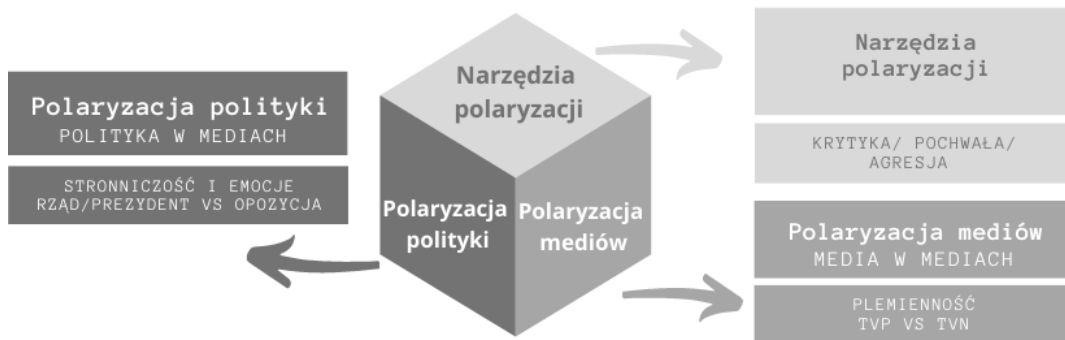 Polaryzacja polityki
POLITYKA W MEDIACH
STRONNICZOŚĆ I EMOCJE
RZĄD/PREZYDENT VS OPOZYCJA
Narzędzia
polaryzacji
Polaryzacja
polityki
Polaryzacja
mediów
Narzędzia
polaryzacji
KRYTYKA/ POCHWAŁA/
AGRESJA
Polaryzacja mediów
MEDIA W MEDIACH
PLEMIENNOŚĆ
TVP VS TVN